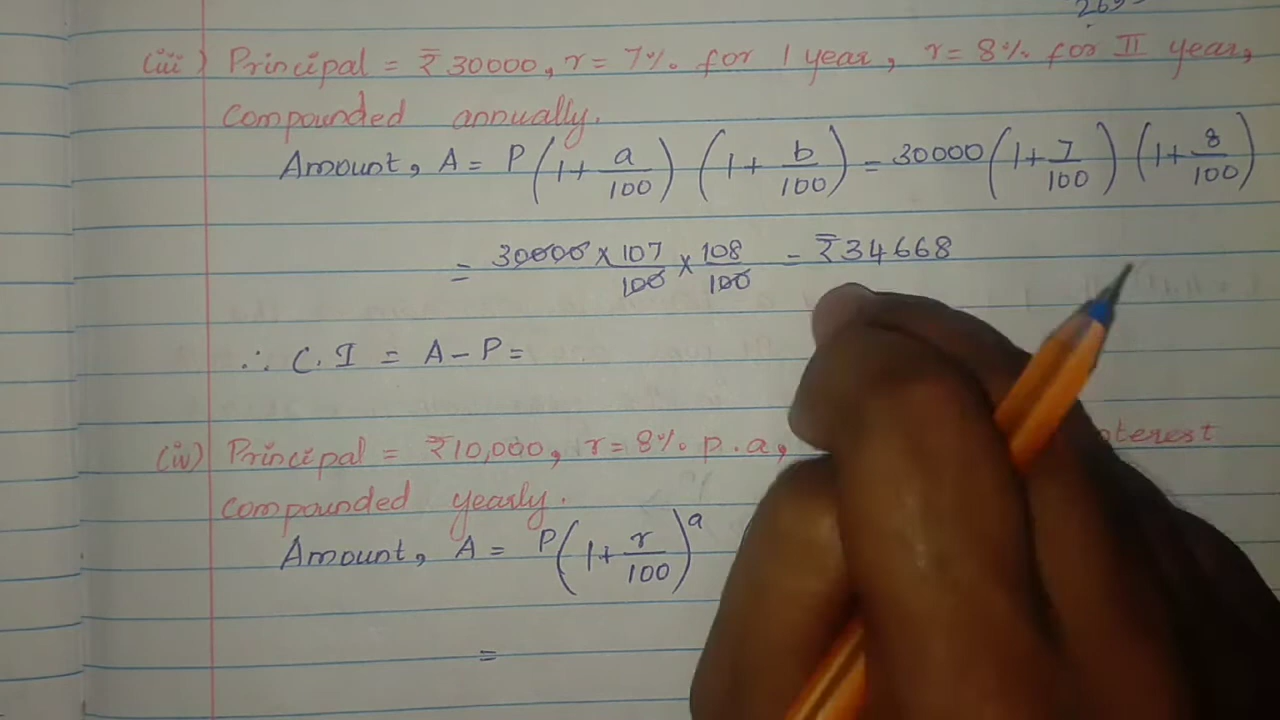 (iii) Principal = ₹30000, r = 7% for 1 year, r = 8% for II year,
compounded annually.
Amount, A = P(1 + a/100) (1 + b/100) = 30000 (1 + 7/100) (1 + 8/100)
= 30000 × 107/100 × 108/100 = ₹34668
∴ C.I = A - P =
(iv) Principal = ₹10,000, r = 8% p.a,
compounded yearly.
Amount, A = P(1 + r/100)^a
=